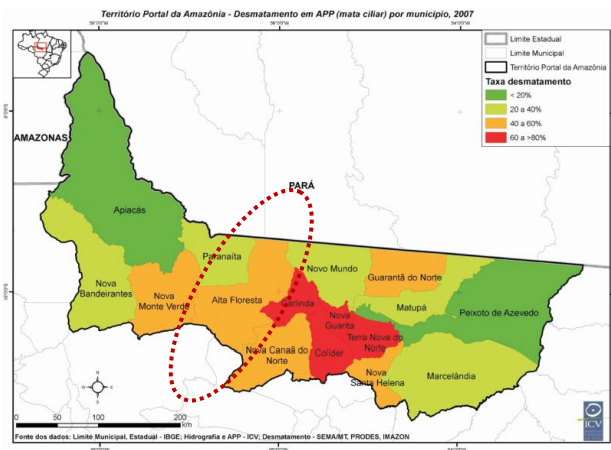 Território Portal da Amazônia - Desmatamento em APP (mata ciliar) por município, 2007
Limite Estadual
Limite Municipal
Território Portal da Amazônia
Taxa desmatamento
< 20%
20 a 40%
40 a 60%
60 a >80%
AMAZONAS
PARÁ
Apiacás
Paranaíta
Novo Mundo
Guarantã do Norte
Nova
Bandeirantes
Nova
Monte Verde
Alta Floresta
Carlinda
Matupá
Peixoto de Azevedo
Nova
Guarita
Terra Nova do
Norte
Nova Canaã do
Norte
Colíder
Nova
Santa Helena
Marcelândia
W
E
S
0 50 100 200
km
Fonte dos dados: Limite Municipal, Estadual - IBGE; Hidrografia e APP - ICV; Desmatamento - SEMA/MT, PRODES, IMAZON
ICV